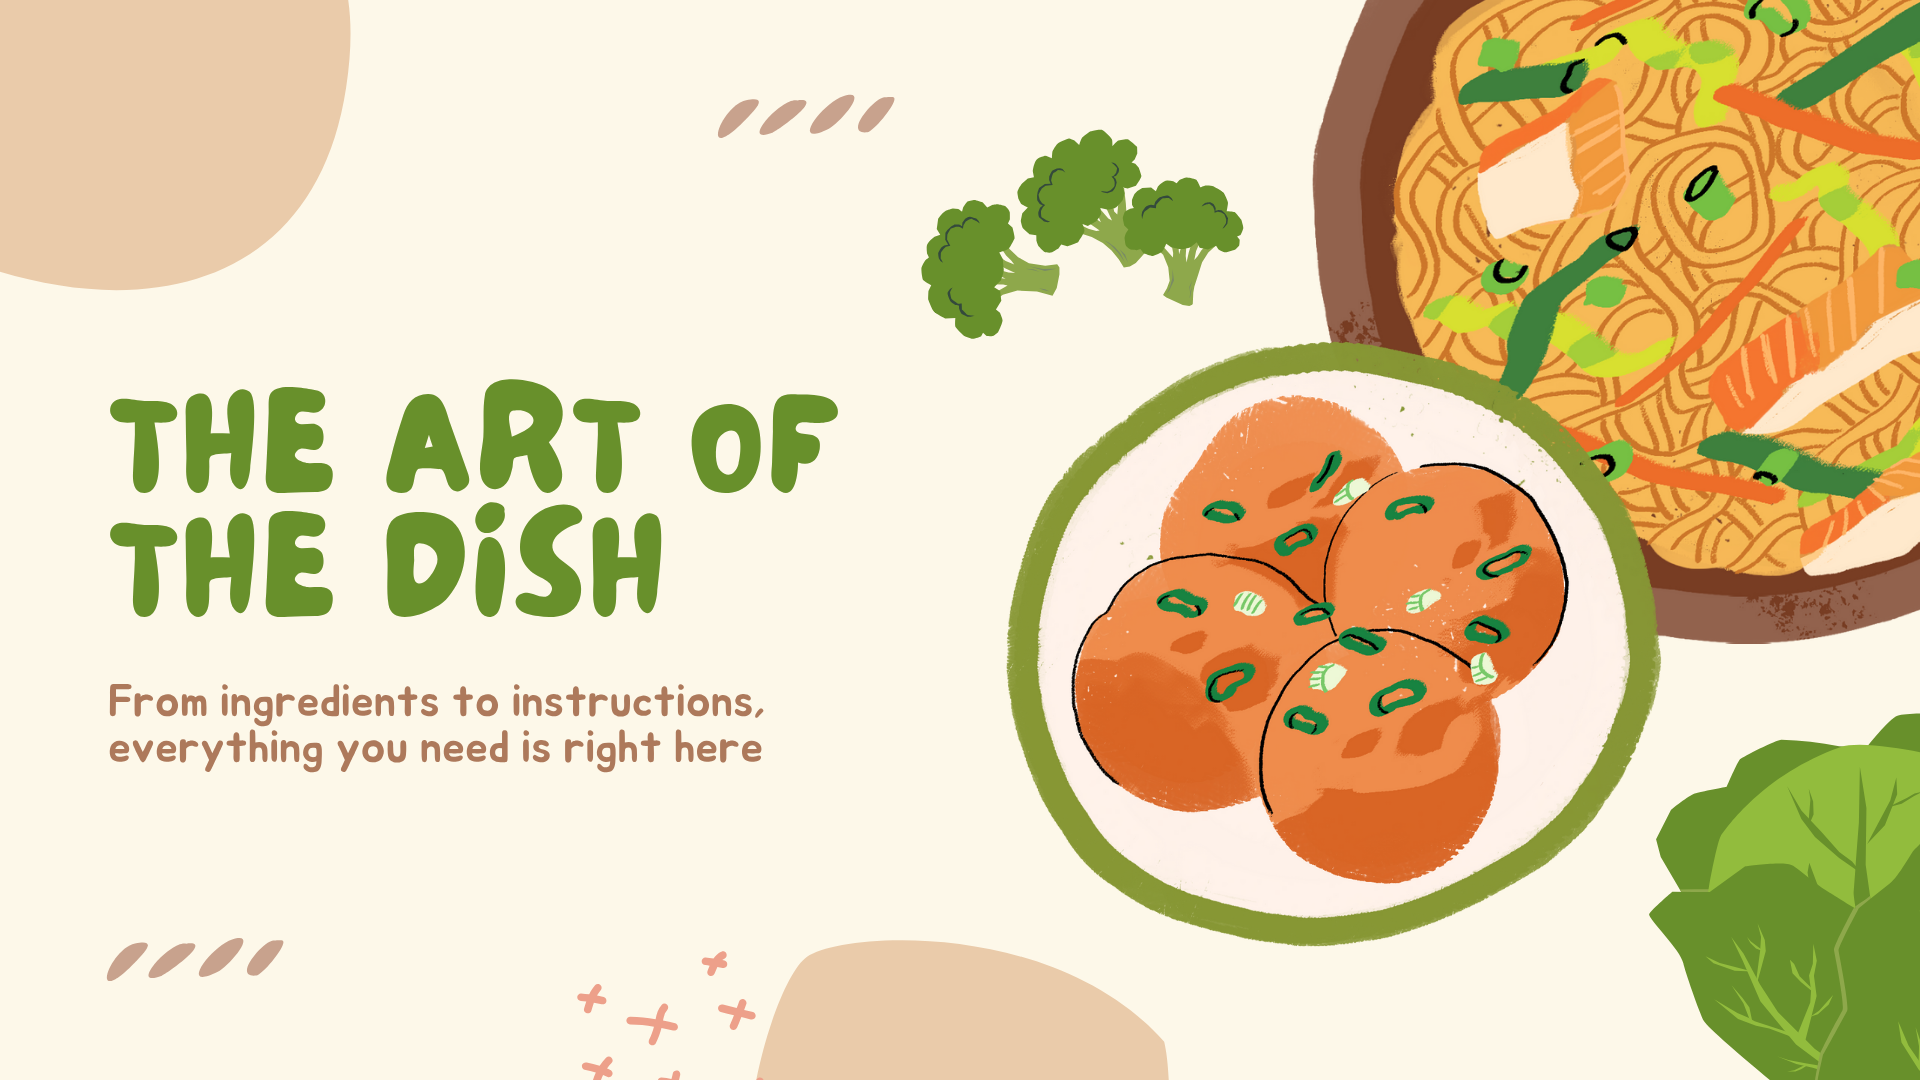 THE ART OF
THE DiSH
From ingredients to instructions,
everything you need is right here